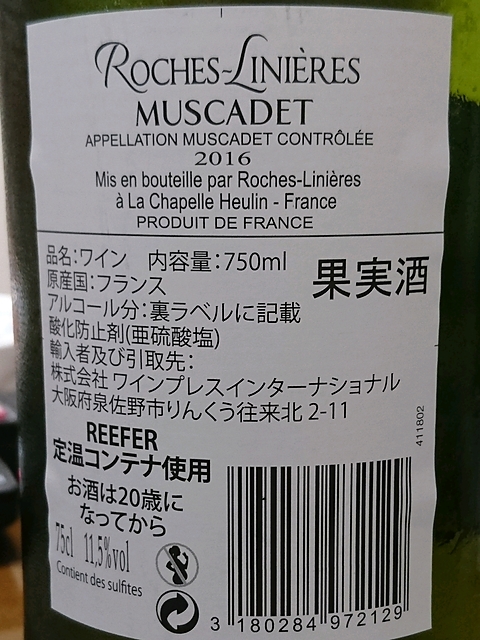 ROCHES-LINIÈRES
MUSCADET
APPELLATION MUSCADET CONTRÔLÉE
2016
Mis en bouteille par Roches-Linières
à La Chapelle Heulin - France
PRODUIT DE FRANCE
品名:ワイン 内容量:750ml
原産国:フランス
果実酒
アルコール分:裏ラベルに記載
酸化防止剤(亜硫酸塩)
輸入者及び引取先:
株式会社 ワインプレスインターナショナル
大阪府泉佐野市りんくう往来北 2-11
411802
REEFER
定温コンテナ使用
お酒は20歳に
なってから
75cl 11,5%vol
Contient des sulfites
3 180284 972129